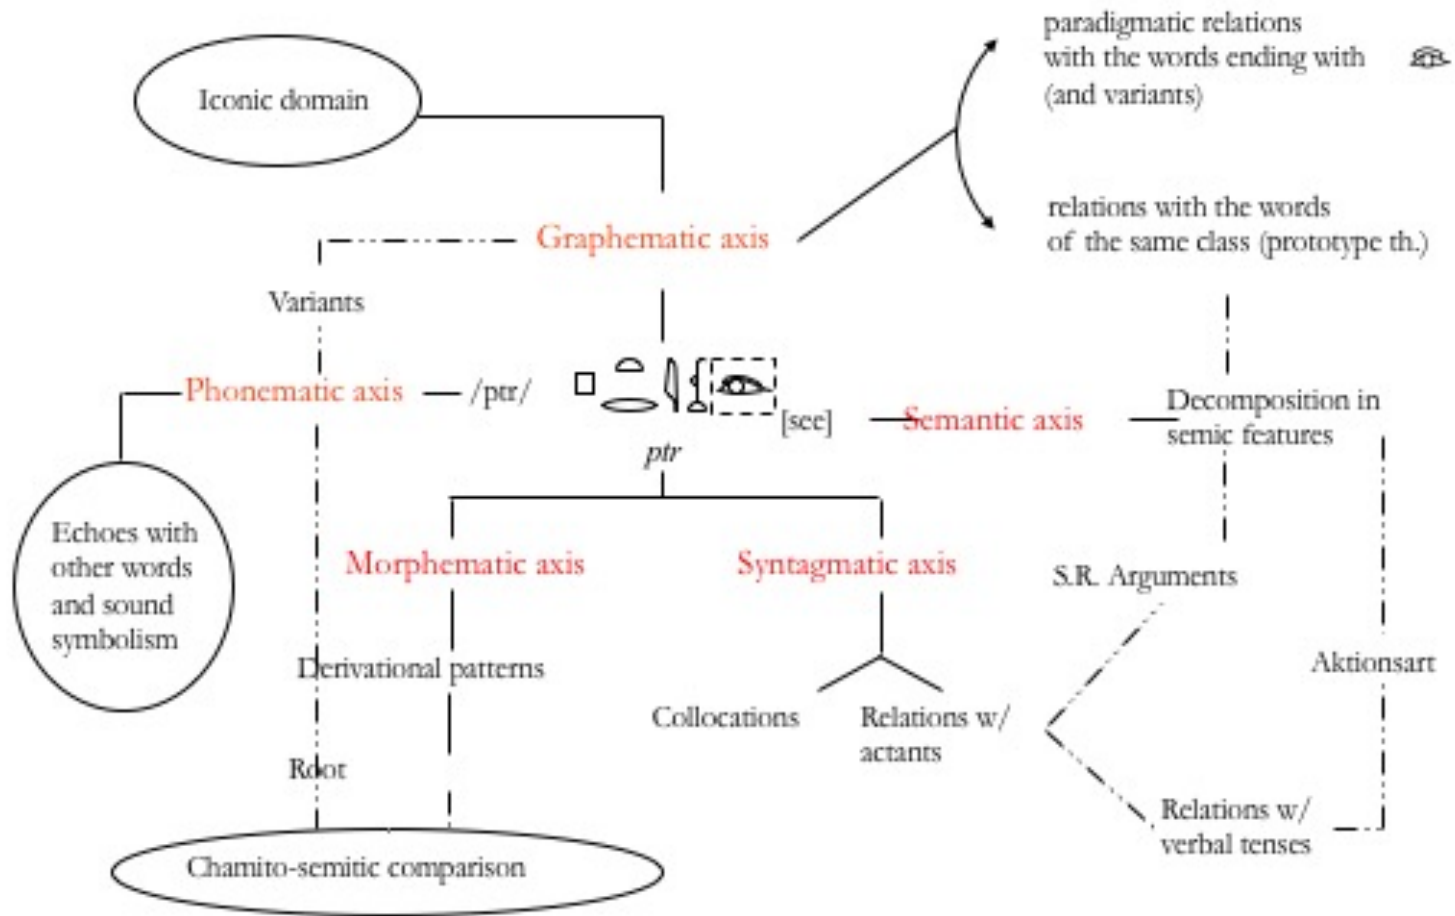 paradigmatic relations
with the words ending with
(and variants)
Iconic domain
relations with the words
of the same class (prototype th.)
Graphematic axis
Variants
Phonematic axis
/ptr/
[see]
Semantic axis
Decomposition in
semic features
ptr
Echoes with
other words
and sound
symbolism
Morphematic axis
Syntagmatic axis
S.R. Arguments
Derivational patterns
Aktionsart
Collocations
Relations w/
actants
Root
Relations w/
verbal tenses
Chamito-semitic comparison